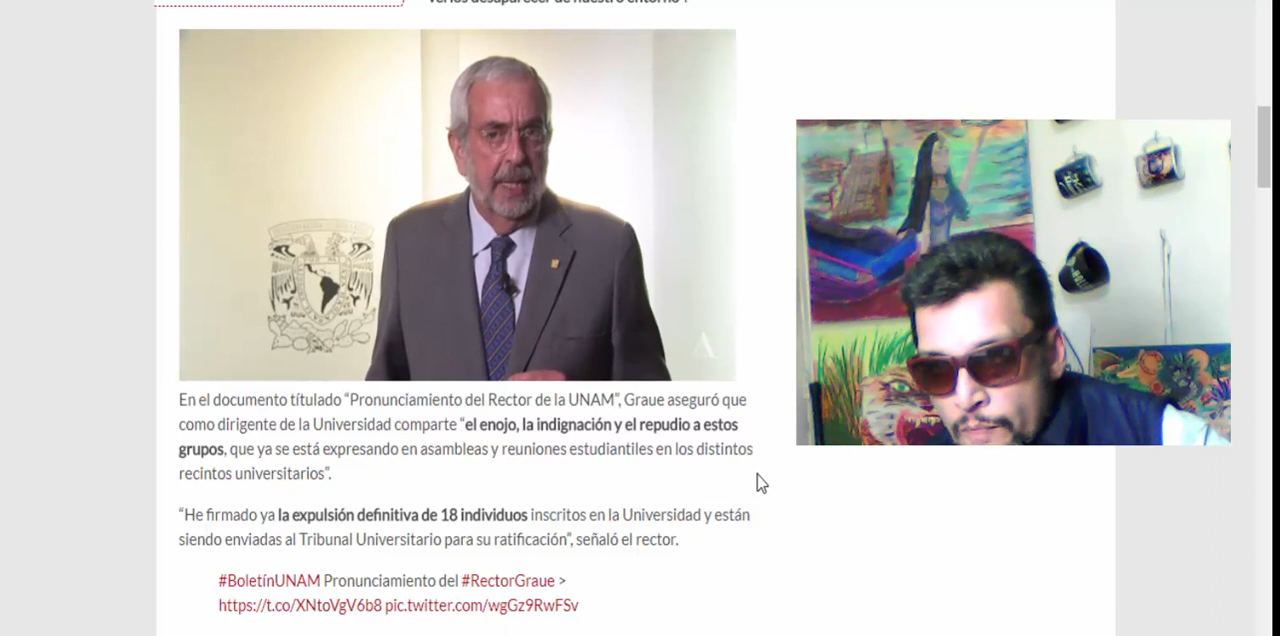 En el documento títulado “Pronunciamiento del Rector de la UNAM”, Graue aseguró que
como dirigente de la Universidad comparte “el enojo, la indignación y el repudio a estos
grupos, que ya se está expresando en asambleas y reuniones estudiantiles en los distintos
recintos universitarios”.
“He firmado ya la expulsión definitiva de 18 individuos inscritos en la Universidad y están
siendo enviadas al Tribunal Universitario para su ratificación”, señaló el rector.
#BoletínUNAM Pronunciamiento del #RectorGraue >
https://t.co/XNtoVgV6b8 pic.twitter.com/wgGz9RwFSv